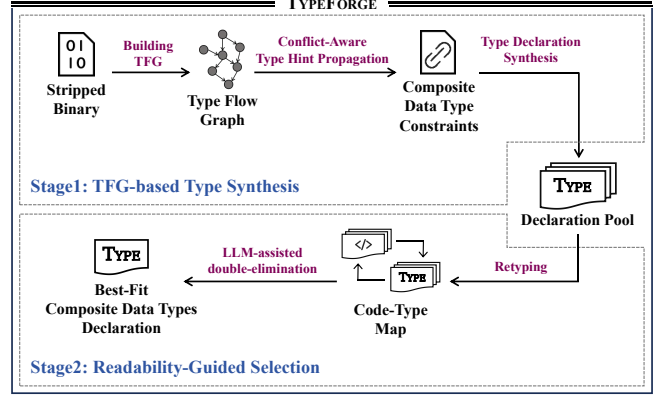 TYPEFORGE
01
10
Stripped
Binary
Building
TFG
Type Flow
Graph
Conflict-Aware
Type Hint Propagation
Composite
Data Type
Constraints
Type Declaration
Synthesis
Stage1: TFG-based Type Synthesis
TYPE
Declaration Pool
Retyping
</>
TYPE
Code-Type
Map
LLM-assisted
double-elimination
TYPE
Best-Fit
Composite Data Types
Declaration
Stage2: Readability-Guided Selection